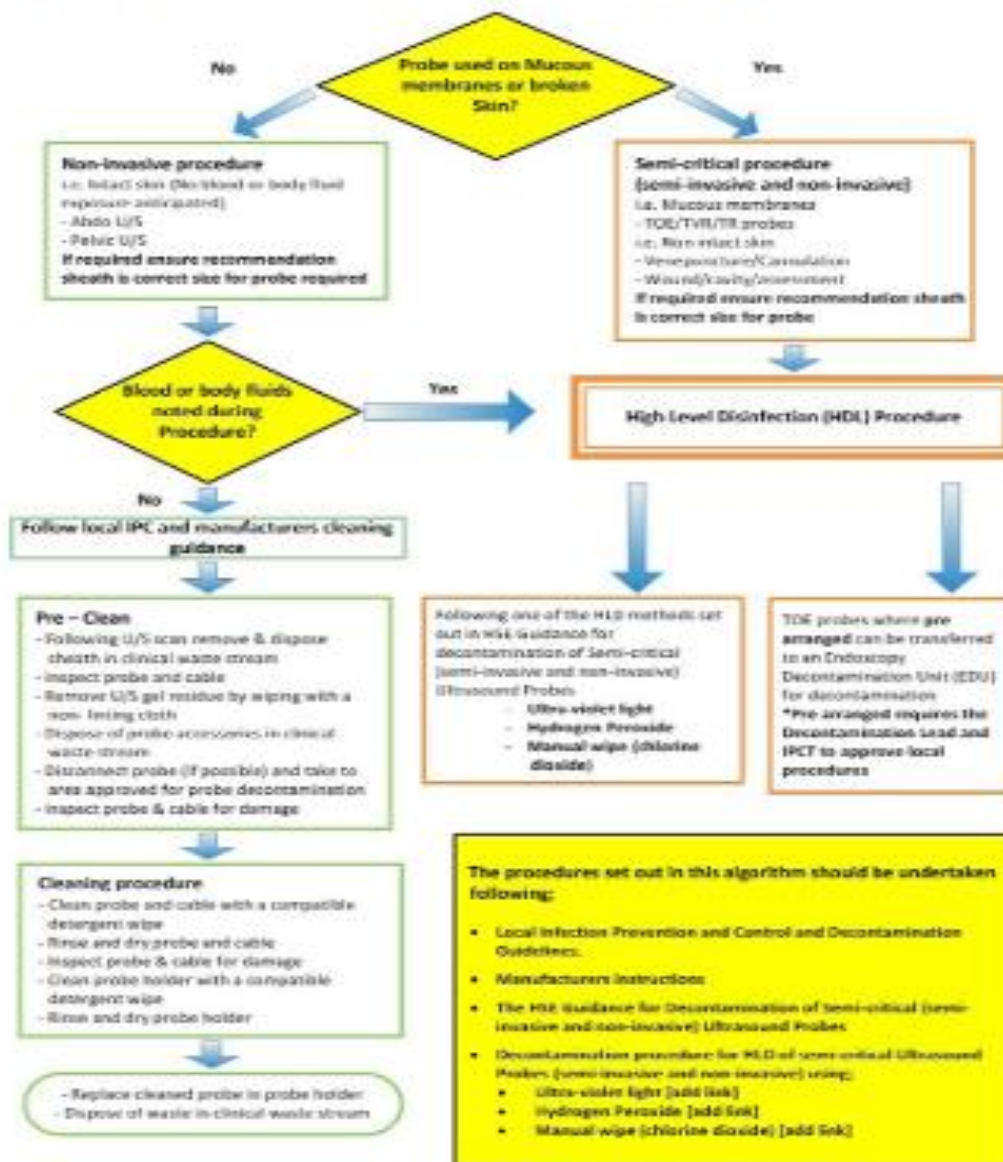 Probe used on Mucous
membranes or broken
Skin?
No
Yes
Non-invasive procedure
i.e. Intact skin (No blood or body fluid
exposure anticipated)
- Abdo U/S
- Pelvic U/S
If required ensure recommendation
sheath is correct size for probe required
Semi-critical procedure
(semi-invasive and non-invasive)
i.e. Mucous membranes
- TOE/TVR/TR probes
i.e. Non intact skin
- Venepuncture/Cannulation
- Wound/cavity/assessment
If required ensure recommendation sheath
is correct size for probe
Blood or body fluids
noted during
Procedure?
Yes
High Level Disinfection (HDL) Procedure
No
Follow local IPC and manufacturers cleaning
guidance
Pre – Clean
- Following U/S scan remove & dispose
sheath in clinical waste stream
- Inspect probe and cable
- Remove U/S gel residue by wiping with a
non- linting cloth
- Dispose of probe accessories in clinical
waste stream
- Disconnect probe (if possible) and take to
area approved for probe decontamination
- Inspect probe & cable for damage
Following one of the HLD methods set
out in HSE Guidance for
decontamination of Semi-critical
(semi-invasive and non-invasive)
Ultrasound Probes
- Ultra-violet light
- Hydrogen Peroxide
- Manual wipe (chlorine
dioxide)
TOE probes where pre
arranged can be transferred
to an Endoscopy
Decontamination Unit (EDU)
for decontamination
*Pre arranged requires the
Decontamination Lead and
IPCT to approve local
procedures
Cleaning procedure
- Clean probe and cable with a compatible
detergent wipe
- Rinse and dry probe and cable
- Inspect probe & cable for damage
- Clean probe holder with a compatible
detergent wipe
- Rinse and dry probe holder
- Replace cleaned probe in probe holder
- Dispose of waste in clinical waste stream
The procedures set out in this algorithm should be undertaken
following;
• Local Infection Prevention and Control and Decontamination
Guidelines.
• Manufacturers instructions
• The HSE Guidance for Decontamination of Semi-critical (semi-
invasive and non-invasive) Ultrasound Probes
• Decontamination procedure for HLD of semi-critical Ultrasound
Probes (semi-invasive and non-invasive) using;
• Ultra-violet light [add link]
• Hydrogen Peroxide [add link]
• Manual wipe (chlorine dioxide) [add link]